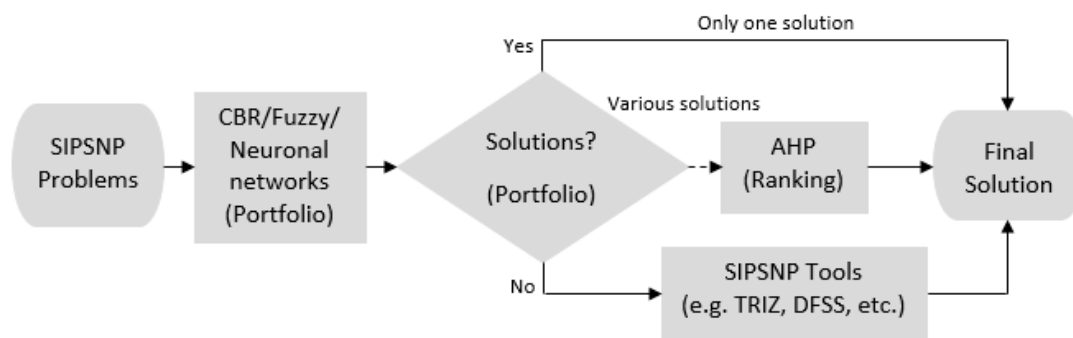 Only one solution
Yes
Various solutions
SIPSNP
Problems
CBR/Fuzzy/
Neuronal
networks
(Portfolio)
Solutions?
(Portfolio)
AHP
(Ranking)
Final
Solution
No
SIPSNP Tools
(e.g. TRIZ, DFSS, etc.)